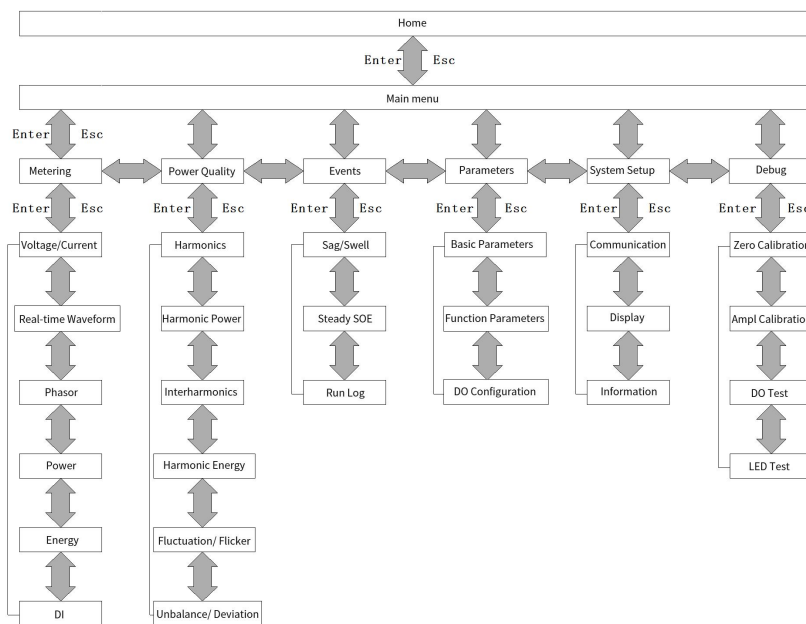 Home
Enter Esc
Main menu
Enter Esc
Metering Power Quality Events Parameters System Setup Debug
Enter Esc Enter Esc Enter Esc Enter Esc Enter Esc Enter Esc
Voltage/Current Harmonics Sag/Swell Basic Parameters Communication Zero Calibration
Real-time Waveform Harmonic Power Steady SOE Function Parameters Display Ampl Calibration
Phasor Interharmonics Run Log DO Configuration Information DO Test
Power Harmonic Energy LED Test
Energy Fluctuation/ Flicker
DI Unbalance/ Deviation